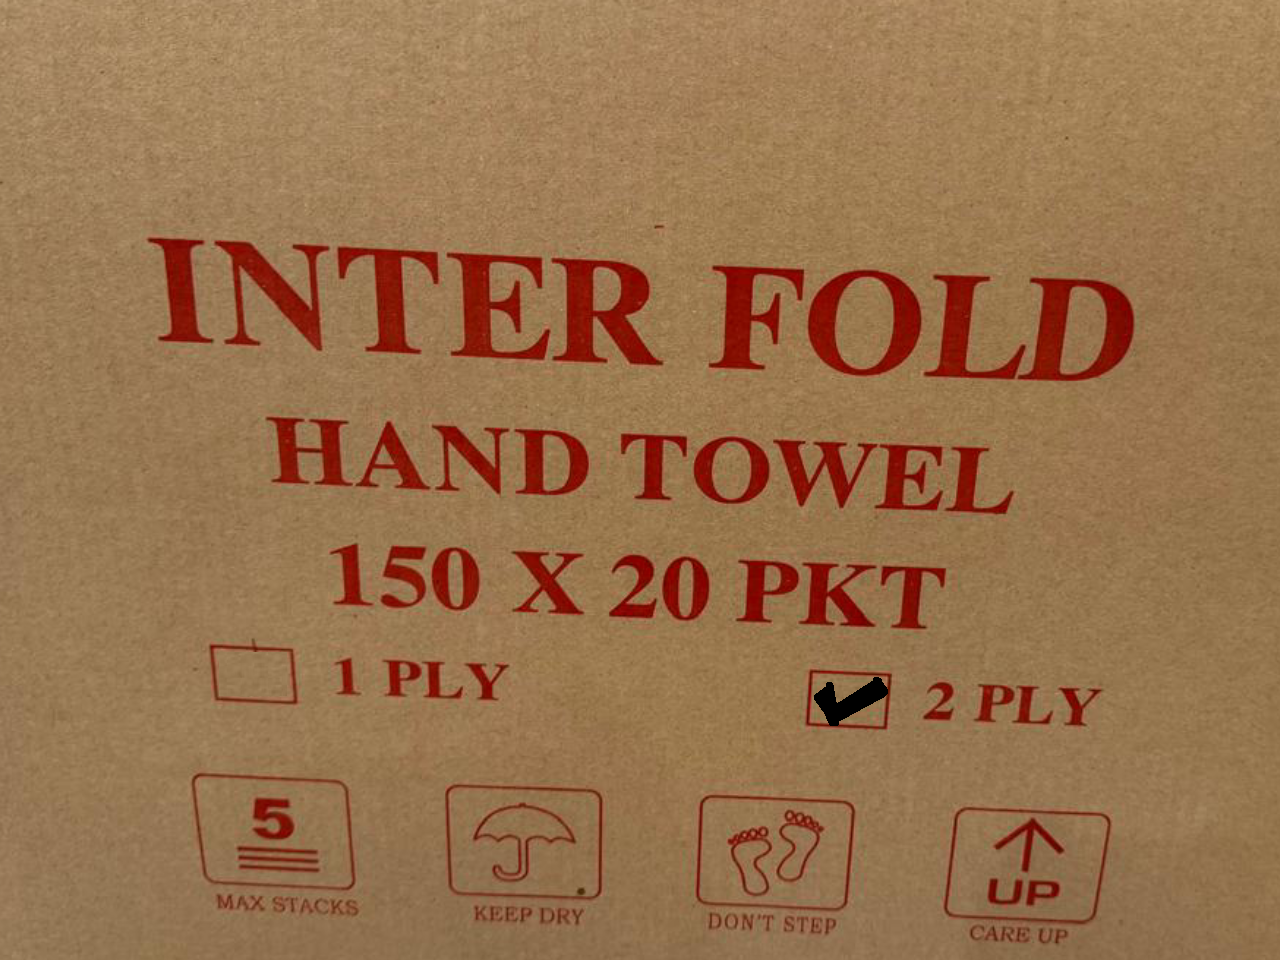 INTER FOLD
HAND TOWEL
150 X 20 PKT
1 PLY 2 PLY
5 UP
MAX STACKS KEEP DRY DON'T STEP CARE UP